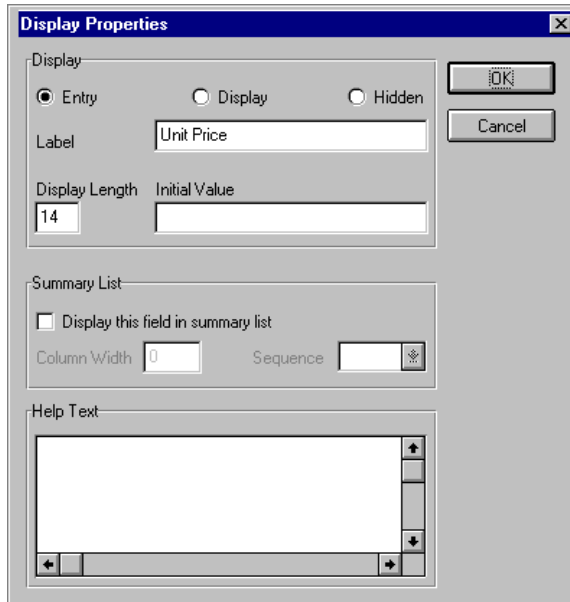 Display Properties
Display
OK
Entry Display Hidden
Cancel
Label Unit Price
Display Length Initial Value
14
Summary List
Display this field in summary list
Column Width 0 Sequence
Help Text